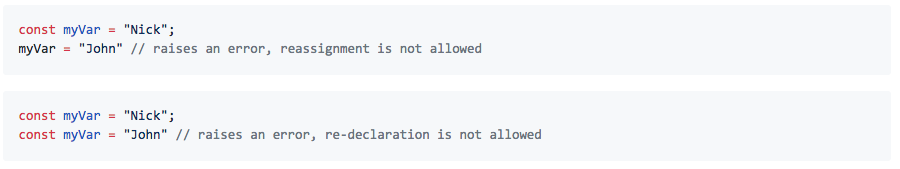 const myVar = "Nick";
myVar = "John" // raises an error, reassignment is not allowed
const myVar = "Nick";
const myVar = "John" // raises an error, re-declaration is not allowed